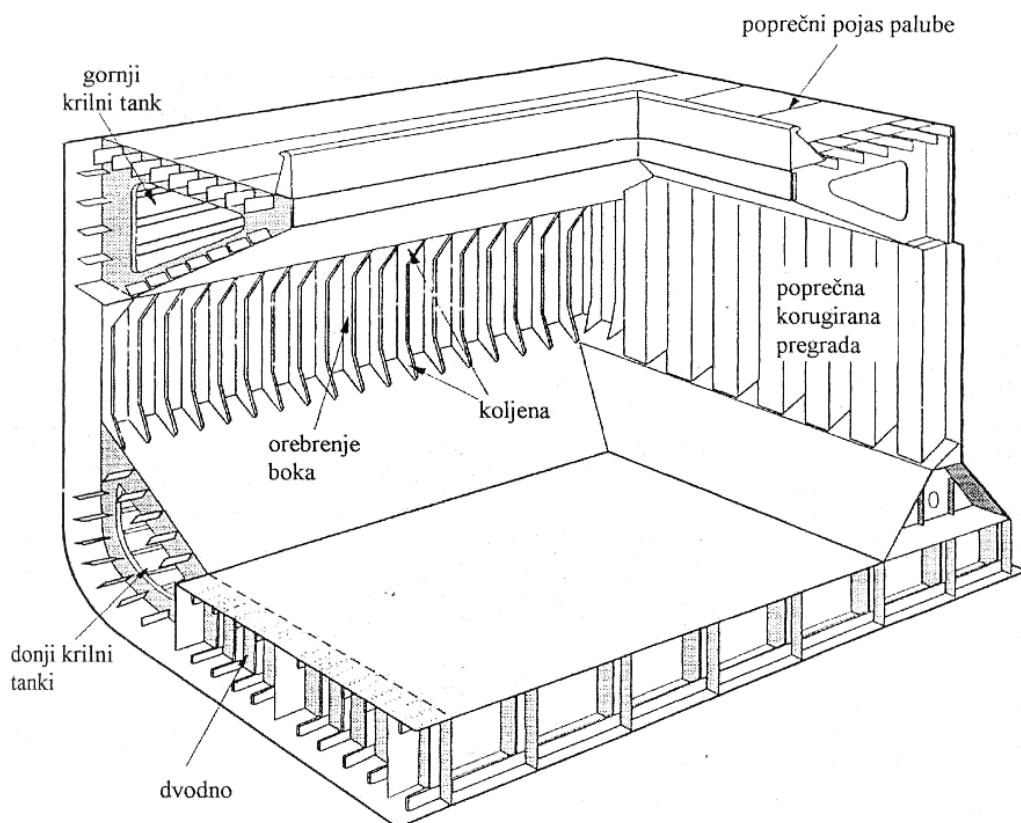 poprečni pojas palube
gornji
krilni tank
poprečna
korugirana
pregrada
koljena
orebrenje
boka
donji krilni
tanki
dvodno